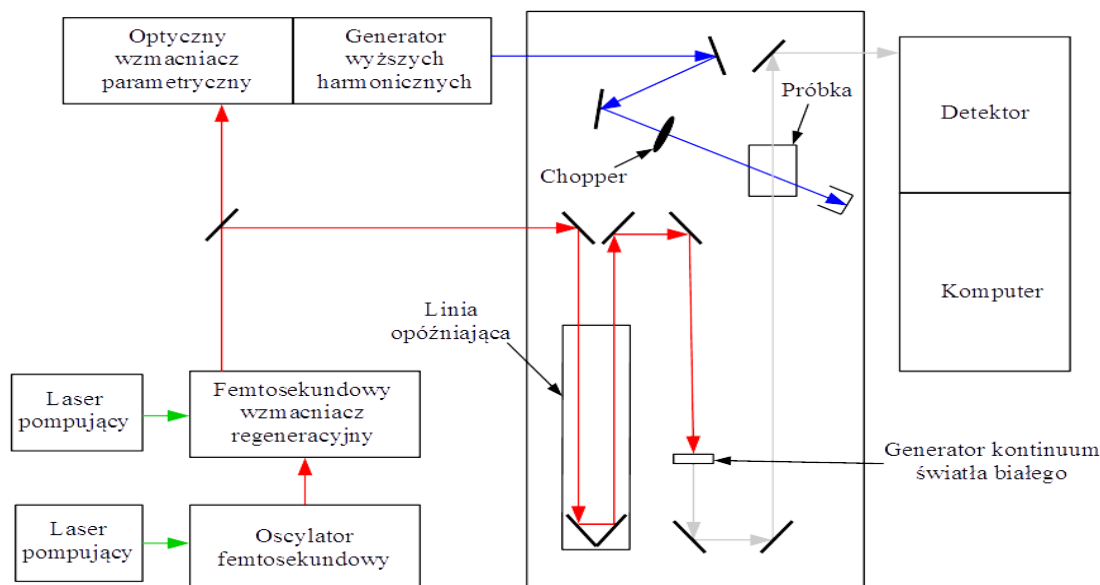 Optyczny
wzmacniacz
parametryczny
Generator
wyższych
harmonicznych
Próbka
Detektor
Chopper
Komputer
Linia
opóźniająca
Laser
pompujący
Femtosekundowy
wzmacniacz
regeneracyjny
Generator kontinuum
światła białego
Laser
pompujący
Oscylator
femtosekundowy